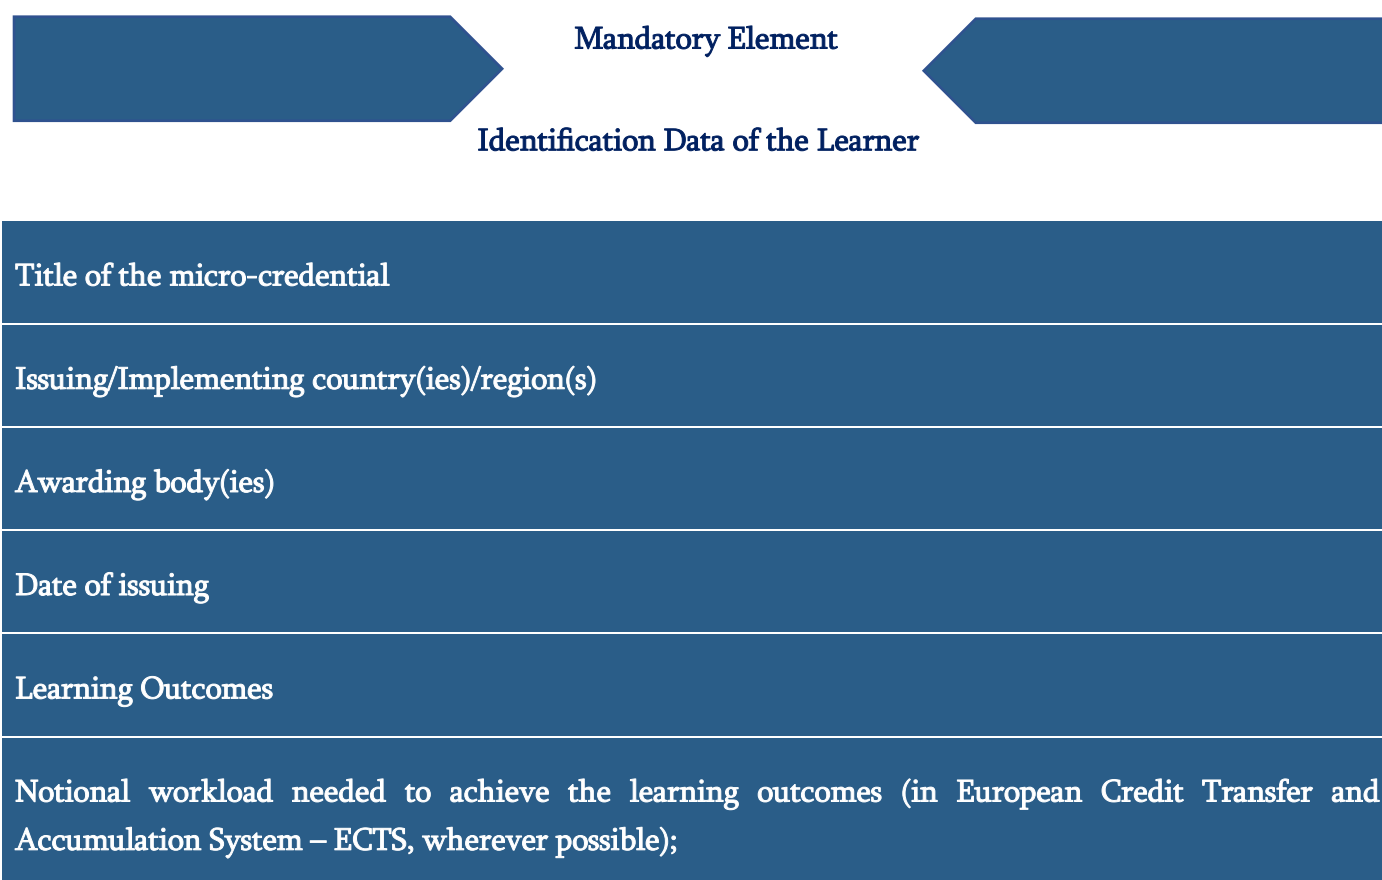 Mandatory Element
Identification Data of the Learner
Title of the micro-credential
Issuing/Implementing country(ies)/region(s)
Awarding body(ies)
Date of issuing
Learning Outcomes
Notional workload needed to achieve the learning outcomes (in European Credit Transfer and
Accumulation System – ECTS, wherever possible);